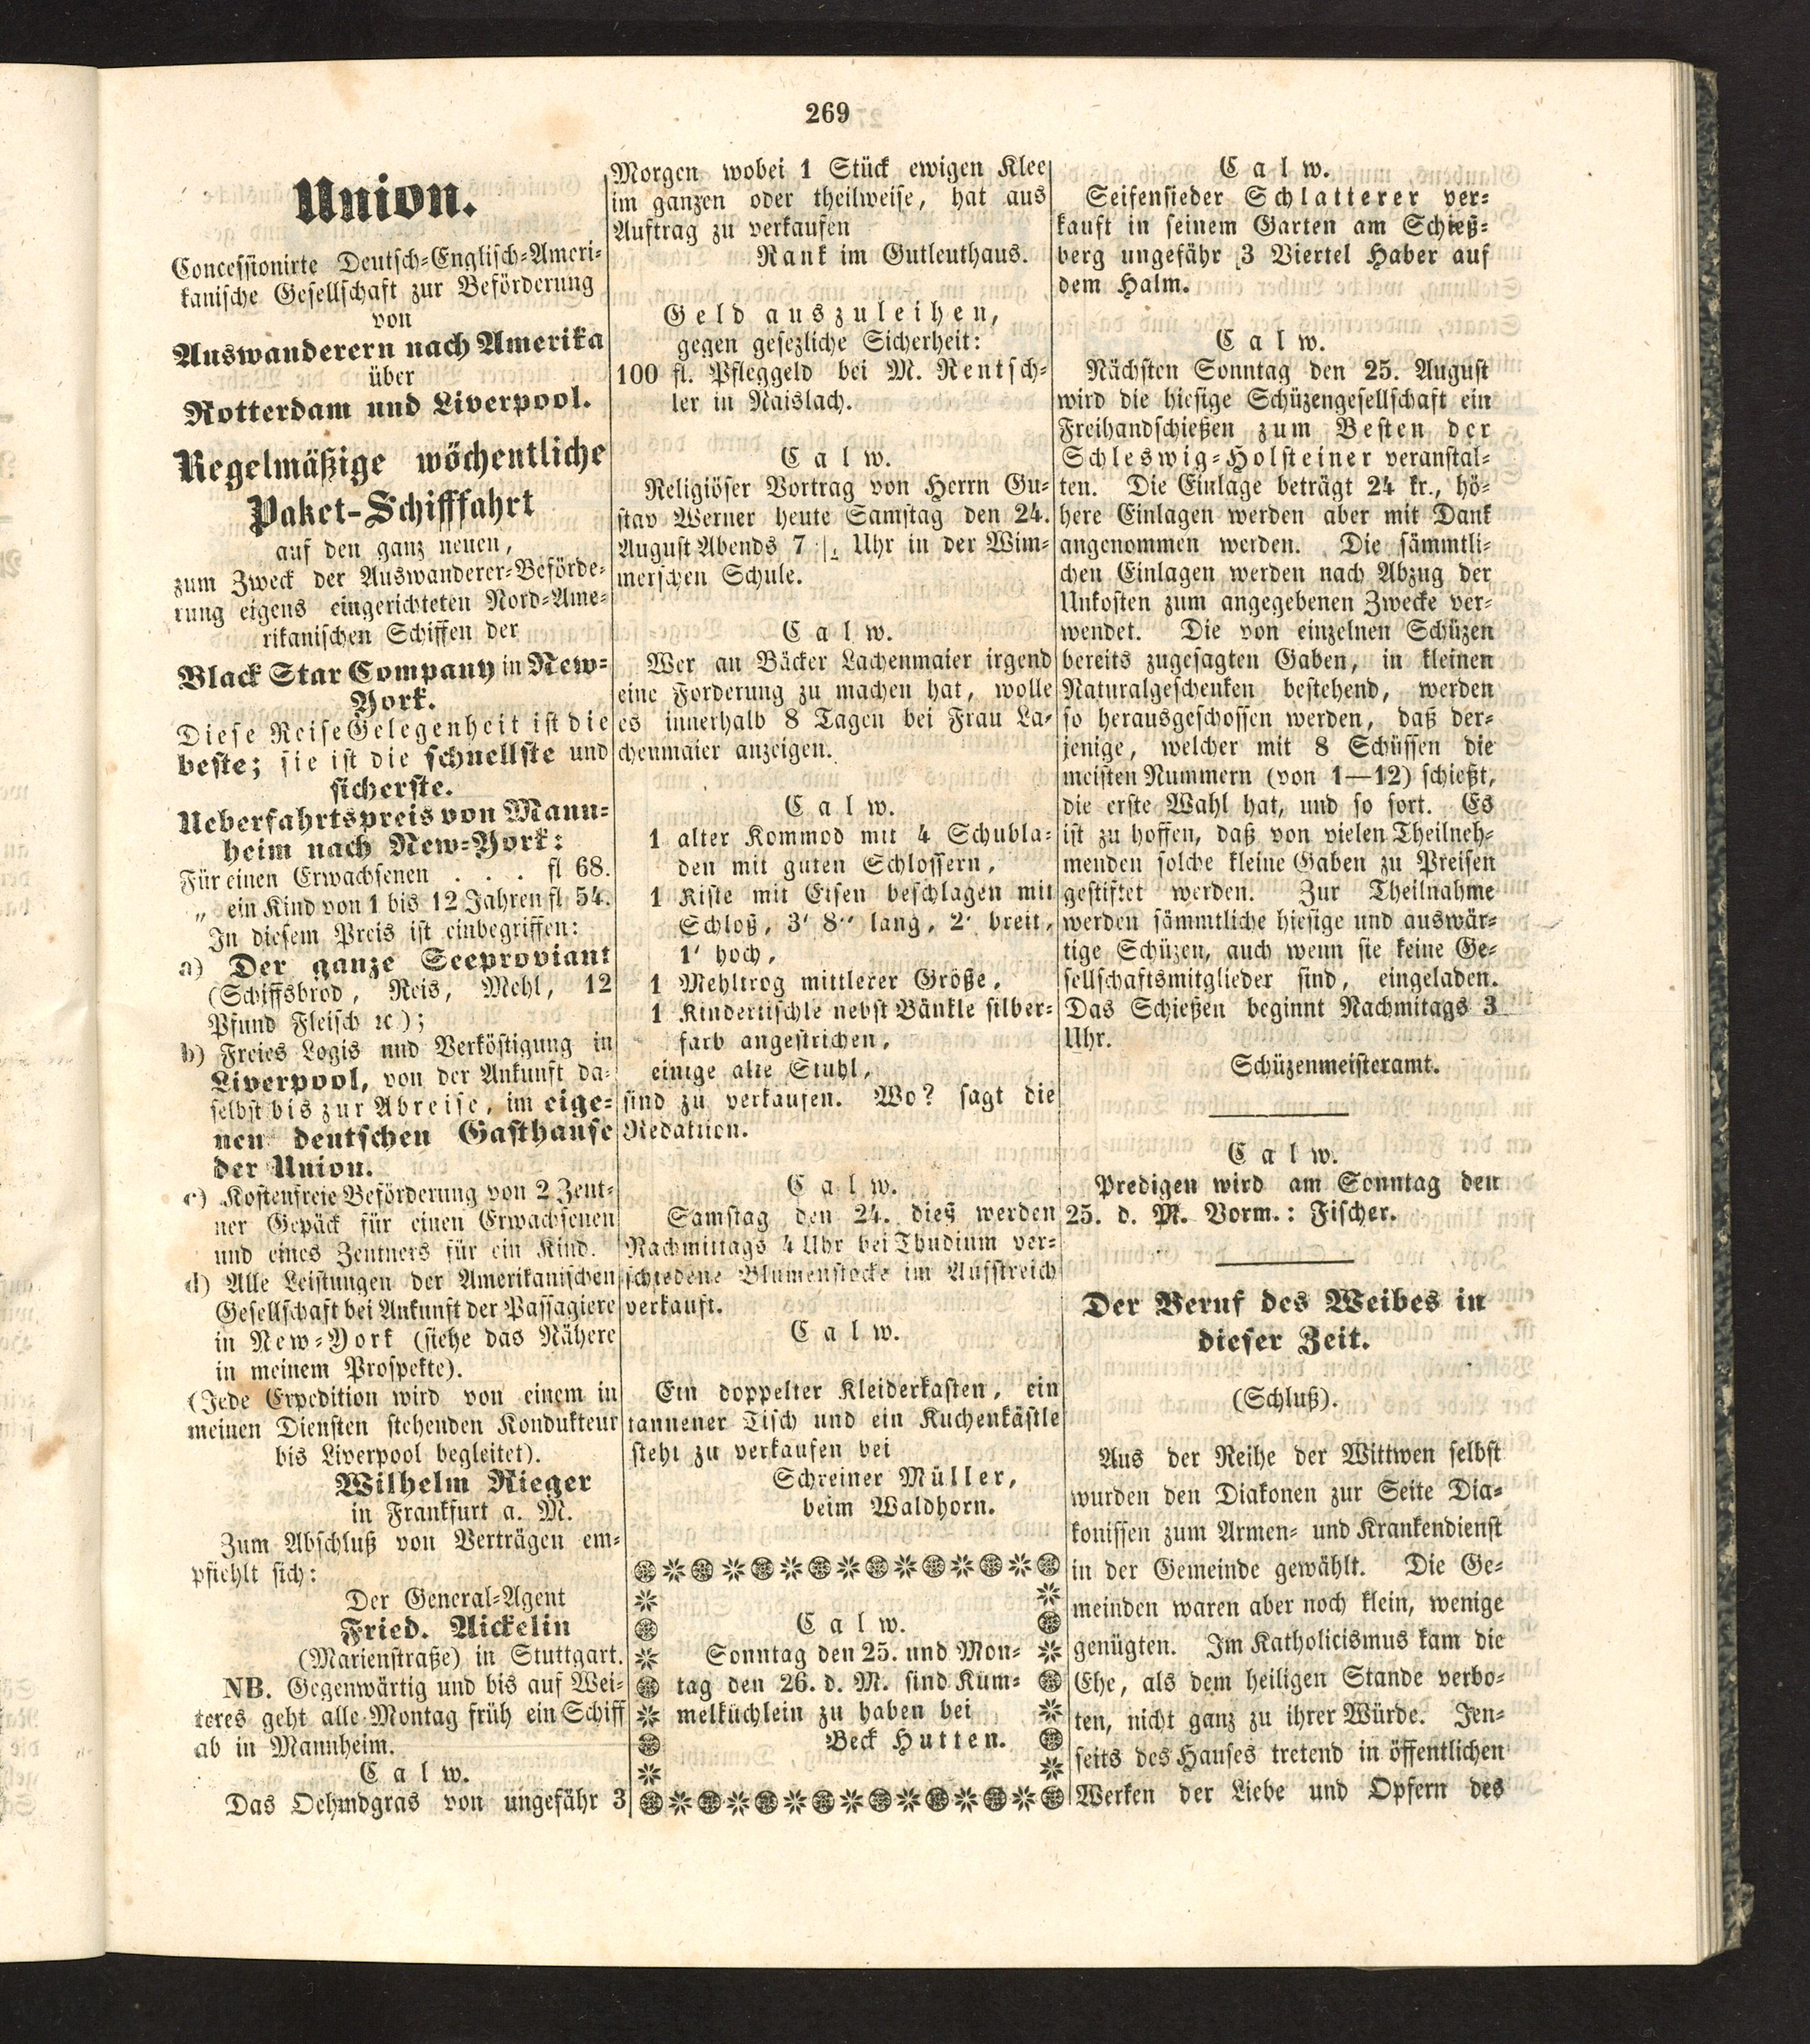 269
Union.
Concessionirte Deutsch-Englisch-Ameri-
kanische Gesellschaft zur Beförderung
von
Auswanderern nach Amerika
über
Rotterdam und Liverpool.
Regelmäßige wöchentliche
Paket-Schifffahrt
auf den ganz neuen,
zum Zweck der Auswanderer-Beförde-
rung eigens eingerichteten Nord-Ame-
rikanischen Schiffen der
Black Star Company in New-
York.
Diese Reise Gelegenheit ist die
beste; sie ist die schnellste und
sicherste.
Ueberfahrtspreis von Mann-
heim nach New-York:
Für einen Erwachsenen . . . fl 68.
„ ein Kind von 1 bis 12 Jahren fl 54.
In diesem Preis ist einbegriffen:
a) Der ganze Seeproviant
(Schiffsbrod, Reis, Mehl, 12
Pfund Fleisch ꝛc);
b) Freies Logis und Verköstigung in
Liverpool, von der Ankunft da-
selbst bis zur Abreise, im eige-
nen deutschen Gasthause
der Union.
c) Kostenfreie Beförderung von 2 Zent-
ner Gepäck für einen Erwachsenen
und eines Zentners für ein Kind.
d) Alle Leistungen der Amerikanischen
Gesellschaft bei Ankunft der Passagiere
in New-York (siehe das Nähere
in meinem Prospekte).
(Jede Expedition wird von einem in
meinen Diensten stehenden Kondukteur
bis Liverpool begleitet).
Wilhelm Rieger
in Frankfurt a. M.
Zum Abschluß von Verträgen em-
pfiehlt sich:
Der General-Agent
Fried. Aickelin
(Marienstraße) in Stuttgart.
NB. Gegenwärtig und bis auf Wei-
teres geht alle Montag früh ein Schiff
ab in Mannheim.
Calw.
Das Oehmdgras von ungefähr 3
Morgen wobei 1 Stück ewigen Klee
im ganzen oder theilweise, hat aus
Auftrag zu verkaufen
Rank im Gutleuthaus.
Geld auszuleihen,
gegen gesezliche Sicherheit:
100 fl. Pfleggeld bei M. Rentsch-
ler in Naislach.
Calw.
Religiöser Vortrag von Herrn Gu-
stav Werner heute Samstag den 24.
August Abends 7 Uhr in der Wim-
merschen Schule.
Calw.
Wer an Bäcker Lachenmaier irgend
eine Forderung zu machen hat, wolle
es innerhalb 8 Tagen bei Frau La-
chenmaier anzeigen.
Calw.
1 alter Kommod mit 4 Schubla-
den mit guten Schlossern,
1 Kiste mit Eisen beschlagen mit
Schloß, 3' 8'' lang, 2' breit,
1' hoch,
1 Mehltrog mittlerer Größe,
1 Kindertischle nebst Bänkle silber-
farb angestrichen,
einige alte Stuhl,
sind zu verkaufen. Wo? sagt die
Redaktion.
Calw.
Samstag den 24. dieß werden
Nachmittags 4 Uhr bei Thudium ver-
schiedene Blumenstocke im Aufstreich
verkauft.
Calw.
Ein doppelter Kleiderkasten, ein
tannener Tisch und ein Kuchenkästle
steht zu verkaufen bei
Schreiner Müller,
beim Waldhorn.
Calw.
Sonntag den 25. und Mon-
tag den 26. d. M. sind Kum-
melküchlein zu haben bei
Beck Hutten.
Calw.
Seifensieder Schlatterer ver-
kauft in seinem Garten am Schieß-
berg ungefähr 3 Viertel Haber auf
dem Halm.
Calw.
Nächsten Sonntag den 25. August
wird die hiesige Schüzengesellschaft ein
Freihandschießen zum Besten der
Schleswig-Holsteiner veranstal-
ten. Die Einlage beträgt 24 kr., hö-
here Einlagen werden aber mit Dank
angenommen werden. Die sämmtli-
chen Einlagen werden nach Abzug der
Unkosten zum angegebenen Zwecke ver-
wendet. Die von einzelnen Schüzen
bereits zugesagten Gaben, in kleinen
Naturalgeschenken bestehend, werden
so herausgeschossen werden, daß der-
jenige, welcher mit 8 Schüssen die
meisten Nummern (von 1—12) schießt,
die erste Wahl hat, und so fort. Es
ist zu hoffen, daß von vielen Theilneh-
menden solche kleine Gaben zu Preisen
gestiftet werden. Zur Theilnahme
werden sämmtliche hiesige und auswär-
tige Schüzen, auch wenn sie keine Ge-
sellschaftsmitglieder sind, eingeladen.
Das Schießen beginnt Nachmitags 3
Uhr.
Schüzenmeisteramt.
Calw.
Predigen wird am Sonntag den
25. d. M. Vorm.: Fischer.
Der Beruf des Weibes in
dieser Zeit.
(Schluß).
Aus der Reihe der Wittwen selbst
wurden den Diakonen zur Seite Dia-
konissen zum Armen- und Krankendienst
in der Gemeinde gewählt. Die Ge-
meinden waren aber noch klein, wenige
genügten. Im Katholicismus kam die
Ehe, als dem heiligen Stande verbo-
ten, nicht ganz zu ihrer Würde. Jen-
seits des Hauses tretend in öffentlichen
Werken der Liebe und Opfern des